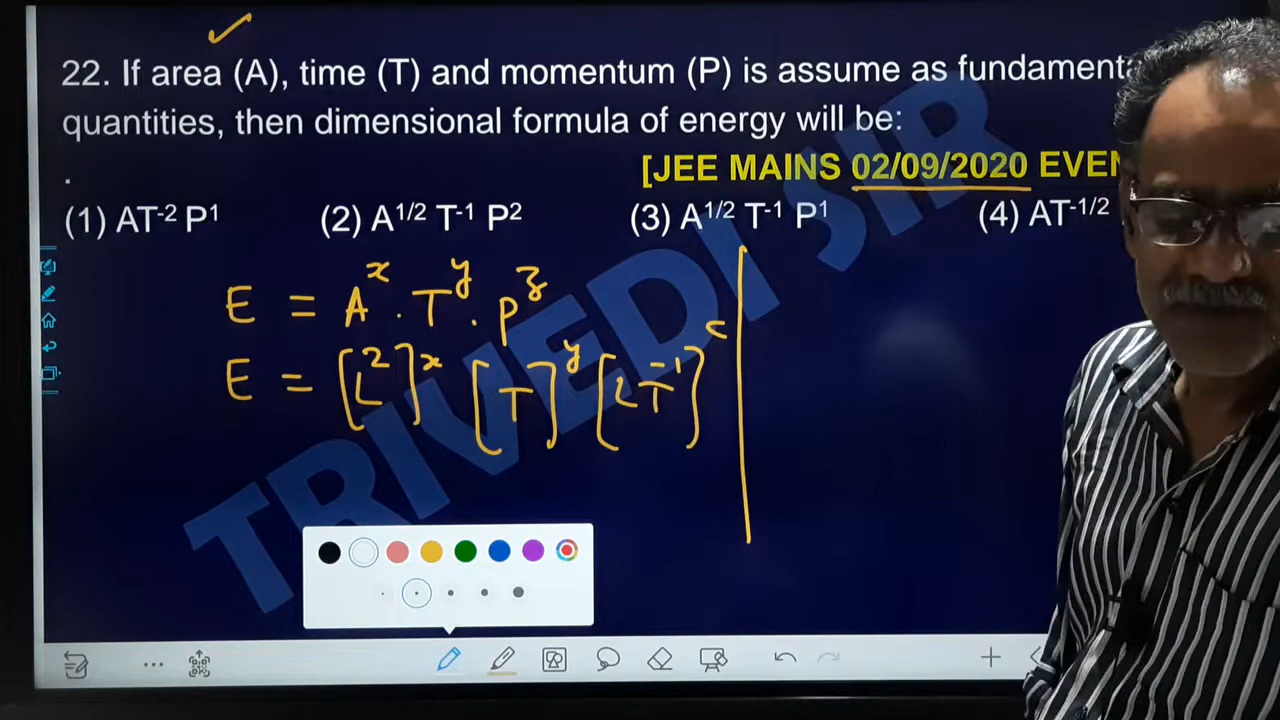 22. If area (A), time (T) and momentum (P) is assume as fundamenta
quantities, then dimensional formula of energy will be:
.
[JEE MAINS 02/09/2020 EVEN
(1) AT⁻² P¹ (2) A¹ᐟ² T⁻¹ P² (3) A¹ᐟ² T⁻¹ P¹ (4) AT⁻¹ᐟ²
E = Aˣ . Tʸ . Pᶻ
E = [L²]ˣ [T]ʸ [LT⁻¹]ᶜ
TRIVEDI SIR